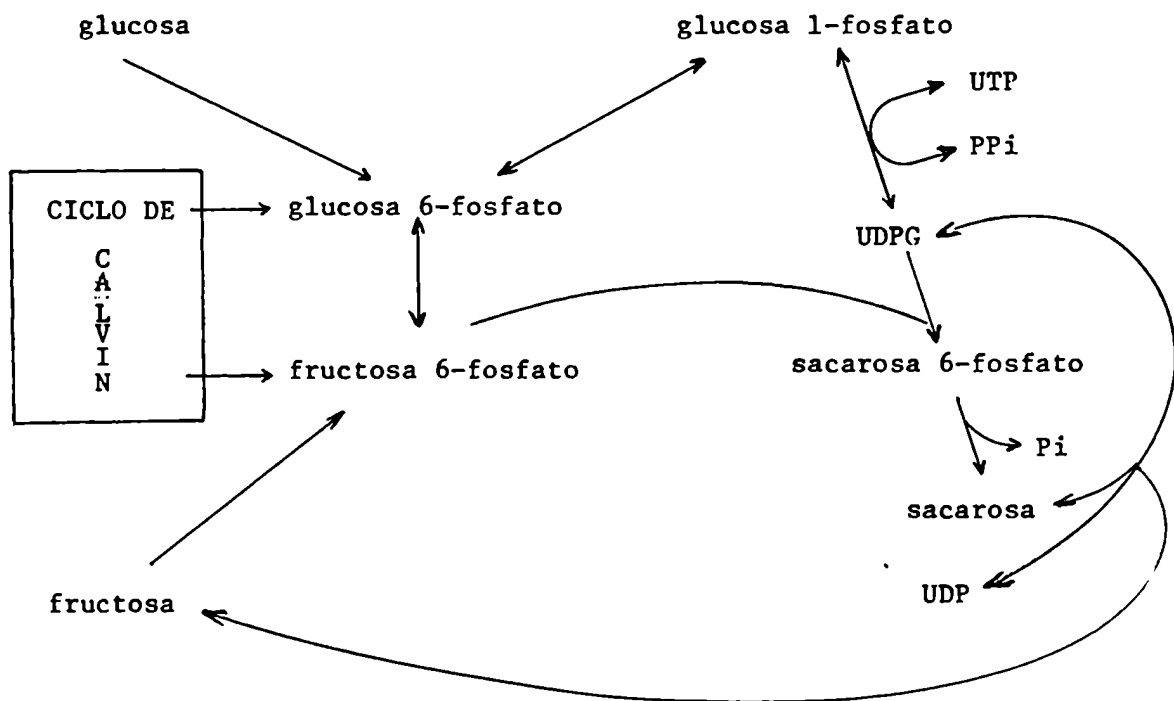 glucosa
glucosa 1-fosfato
UTP
PPi
CICLO DE
CALVIN
glucosa 6-fosfato
UDPG
fructosa 6-fosfato
sacarosa 6-fosfato
Pi
sacarosa
UDP
fructosa